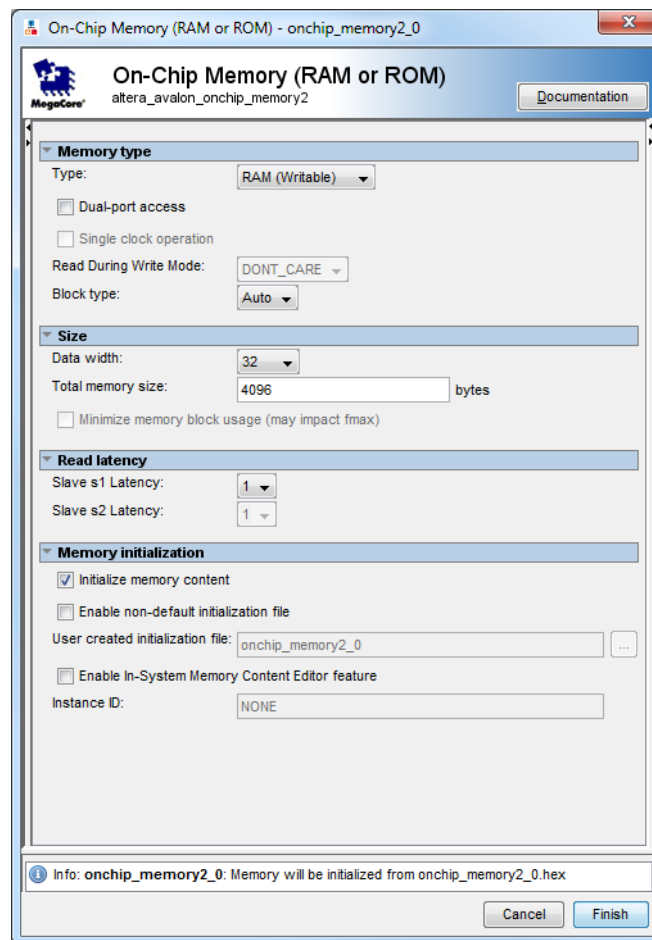 On-Chip Memory (RAM or ROM) - onchip_memory2_0
MegaCore'
On-Chip Memory (RAM or ROM)
altera_avalon_onchip_memory2
Documentation
Memory type
Type: RAM (Writable)
Dual-port access
Single clock operation
Read During Write Mode: DONT_CARE
Block type: Auto
Size
Data width: 32
Total memory size: 4096 bytes
Minimize memory block usage (may impact fmax)
Read latency
Slave s1 Latency: 1
Slave s2 Latency: 1
Memory initialization
Initialize memory content
Enable non-default initialization file
User created initialization file: onchip_memory2_0 ...
Enable In-System Memory Content Editor feature
Instance ID: NONE
Info: onchip_memory2_0: Memory will be initialized from onchip_memory2_0.hex
Cancel Finish